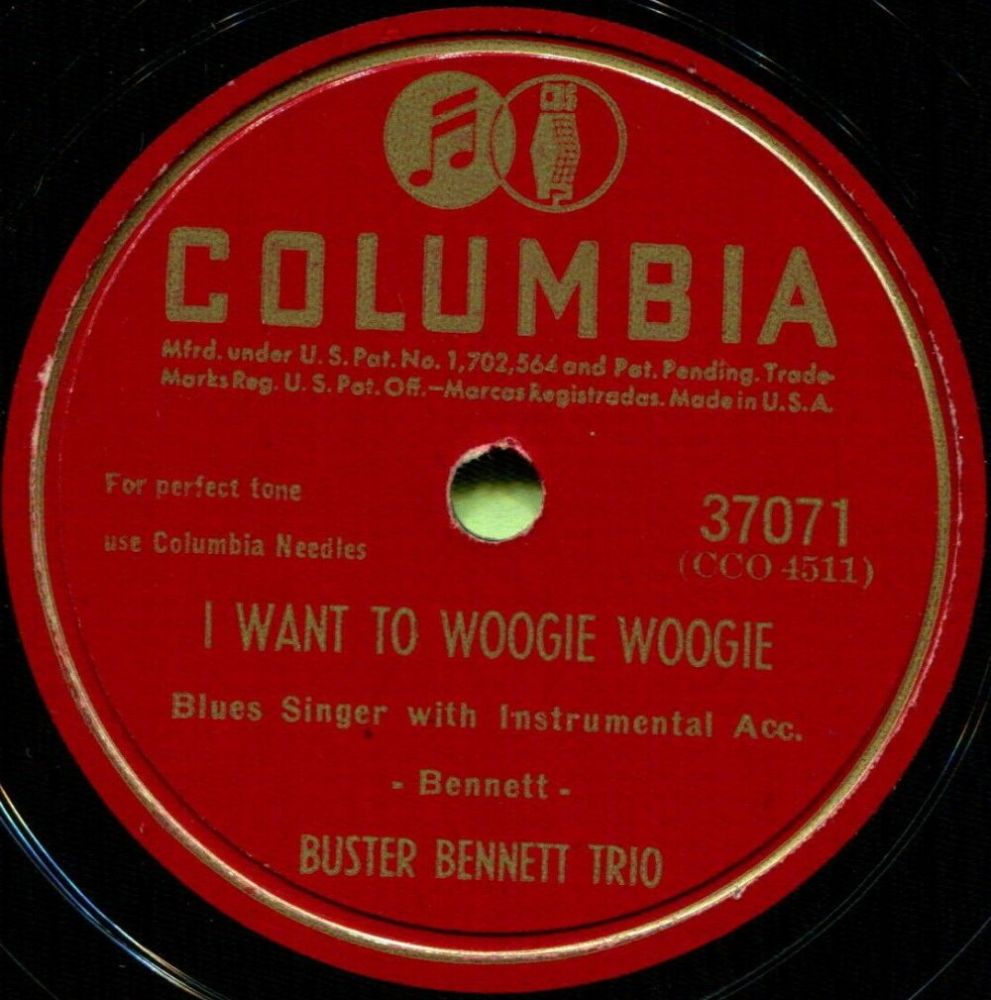 COLUMBIA
Mfrd. under U. S. Pat. No. 1,702,564 and Pat. Pending. Trade-
Marks Reg. U. S. Pat. Off.—Marcas Registradas. Made in U.S.A.
For perfect tone
use Columbia Needles
37071
(CCO 4511)
I WANT TO WOOGIE WOOGIE
Blues Singer with Instrumental Acc.
- Bennett -
BUSTER BENNETT TRIO